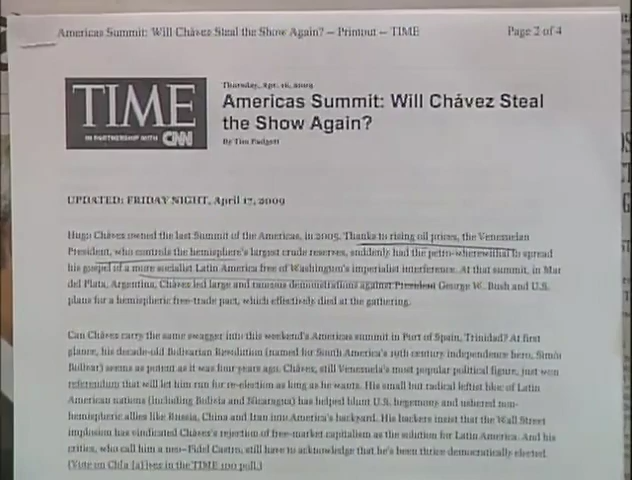 Americas Summit: Will Chávez Steal the Show Again? – Printout – TIME
Page 2 of 4
TIME
IN PARTNERSHIP WITH CNN
Thursday, Apr. 16, 2009
Americas Summit: Will Chávez Steal
the Show Again?
By Tim Padgett
UPDATED: FRIDAY NIGHT, April 17, 2009
Hugo Chávez owned the last Summit of the Americas, in 2005. Thanks to rising oil prices, the Venezuelan
President, who controls the hemisphere's largest crude reserves, suddenly had the petro-wherewithal to spread
his gospel of a more socialist Latin America free of Washington's imperialist interference. At that summit, in Mar
del Plata, Argentina, Chávez led large and raucous demonstrations against President George W. Bush and U.S.
plans for a hemispheric free-trade pact, which effectively died at the gathering.
Can Chávez carry the same swagger into this weekend's Americas summit in Port of Spain, Trinidad? At first
glance, his decade-old Bolivarian Revolution (named for South America's 19th century independence hero, Simón
Bolívar) seems as potent as it was four years ago. Chávez, still Venezuela's most popular political figure, just won
referendum that will let him run for re-election as long as he wants. His small but radical leftist bloc of Latin
American nations (including Bolivia and Nicaragua) has helped blunt U.S. hegemony and ushered non-
hemispheric allies like Russia, China and Iran into America's backyard. His backers insist that the Wall Street
implosion has vindicated Chávez's rejection of free-market capitalism as the solution for Latin America. And his
critics, who call him a neo–Fidel Castro, still have to acknowledge that he's been thrice democratically elected.
(Vote on in the TIME 100 poll.)